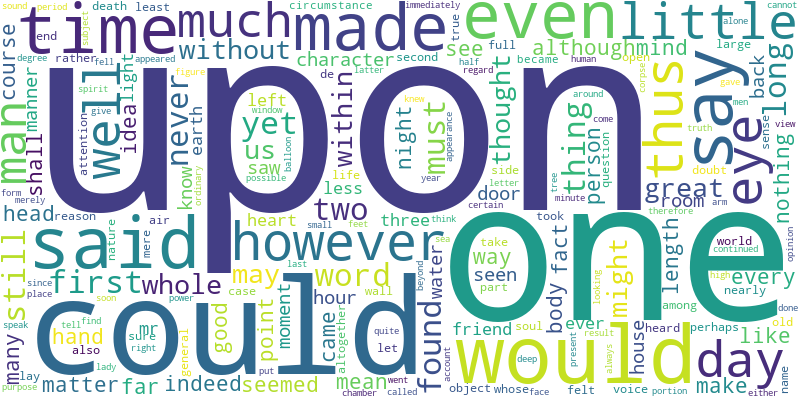 upon
one
could
said
would
time
made
even
little
say
much
well
man
however
thus
eye
day
first
yet
us
two
word
found
must
never
still
long
great
thing
person
within
night
thought
without
character
although
mind
see
might
length
every
like
make
many
hand
head
whole
may
point
good
hour
moment
came
seemed
indeed
matter
far
mean
mr
know
saw
left
light
idea
manner
shall
course
earth
heart
life
less
three
door
side
room
nothing
back
body
fact
way
seen
water
friend
ever
house
heard
perhaps
nearly
world
among
object
whose
felt
voice
face
soul
part
take
took
question
doubt
sense
open
full
true
second
circumstance
immediately
death
least
period
sound
end
rather
subject
degree
fell
appeared
spirit
give
attention
figure
latter
half
regard
became
human
large
alone
cannot
gave
men
truth
view
corpse
around
come
letter
tree
minute
certain
therefore
arm
knew
appearance
year
de
window
balloon
possible
ordinary
form
merely
reason
air
nature
mere
small
feet
think
sea
last
beyond
wall
case
power
since
place
soon
speak
tell
find
also
sure
right
general
quite
altogether
let
lay
purpose
lady
put
chamber
went
called
account
deep
present
result
always
looking
portion
high
continued
opinion
old
done
either
name